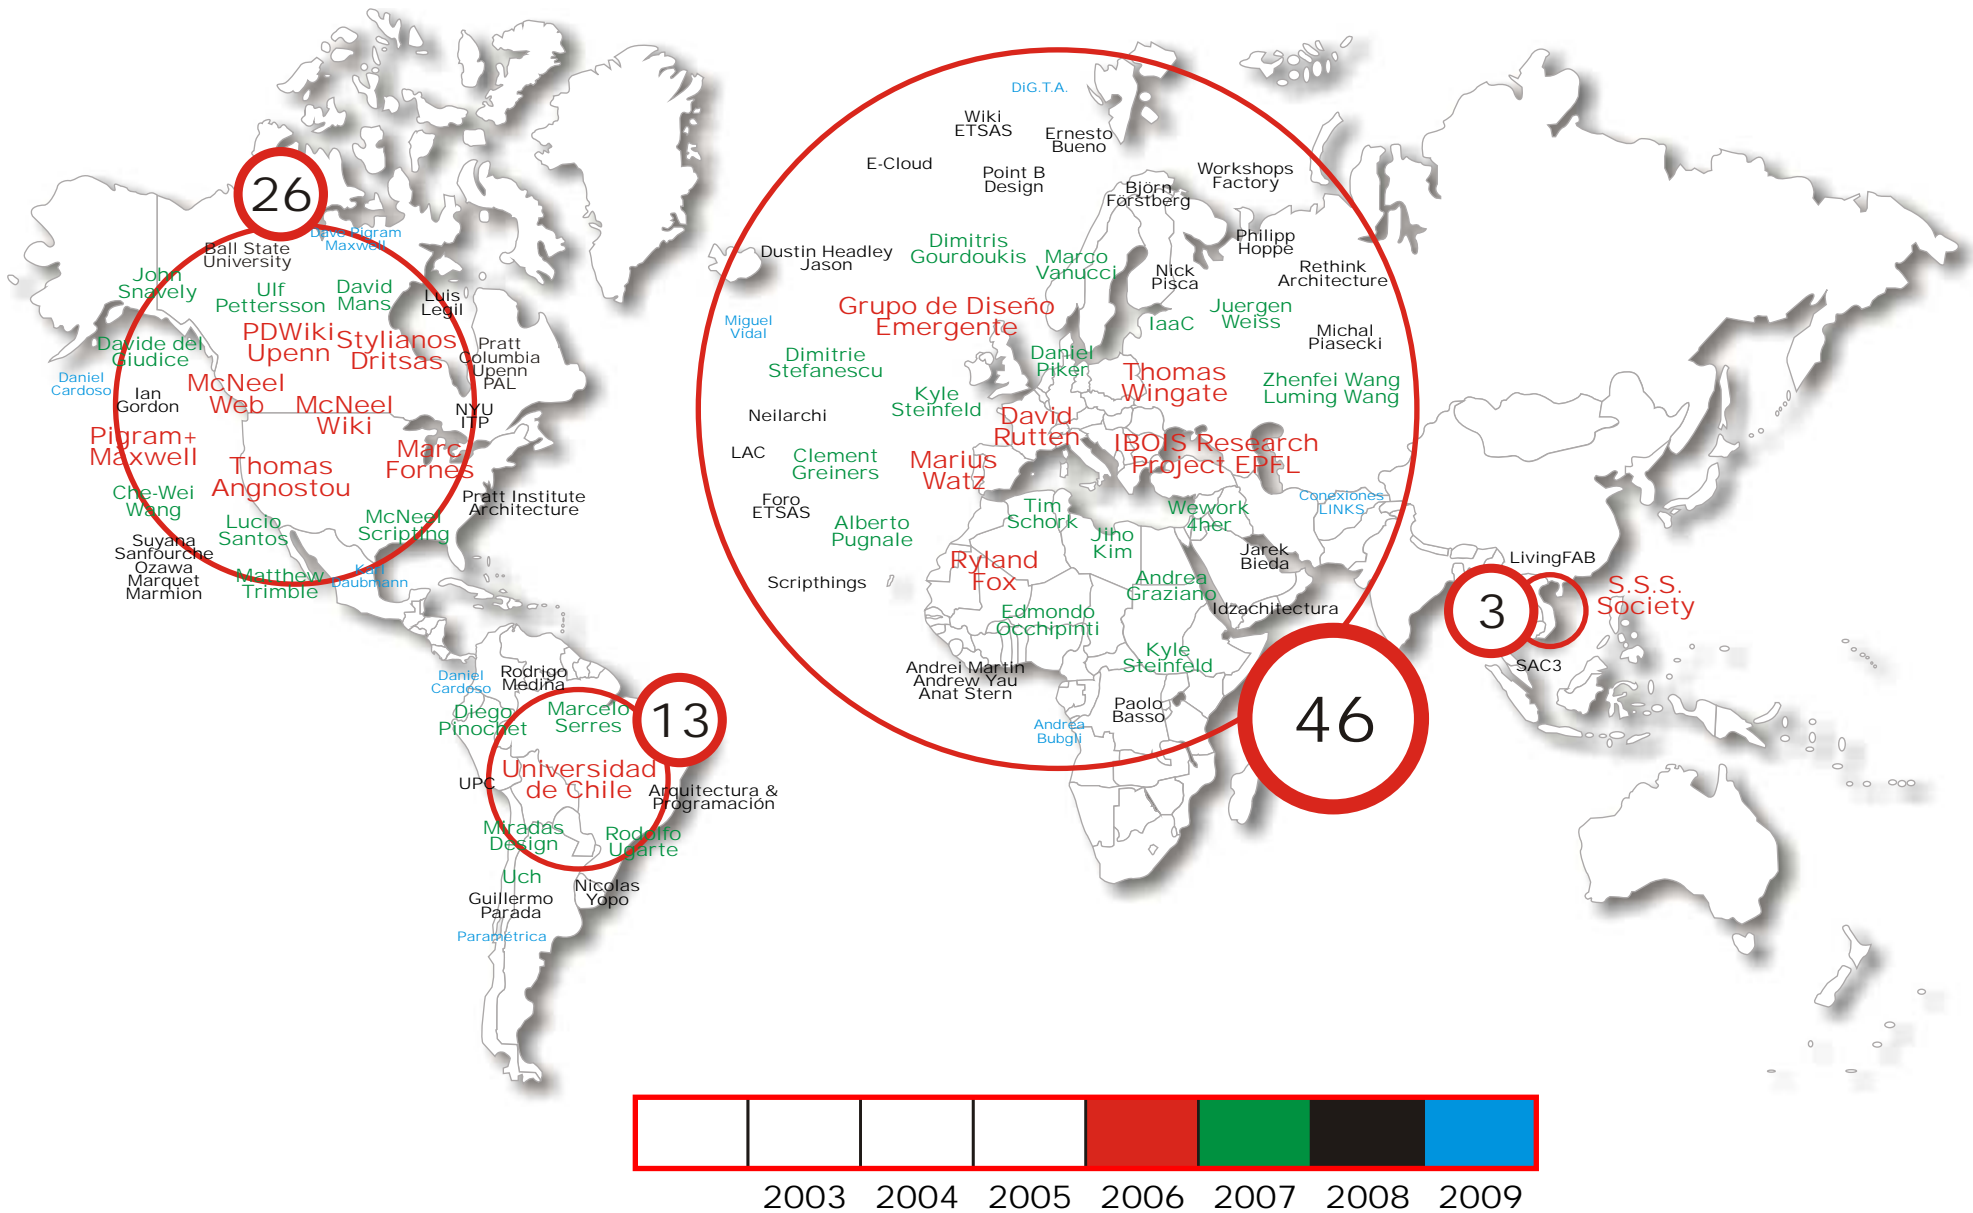 26
Dave Pigram
Maxwell
Ball State
University
John
Snavely
Ulf
Pettersson
David
Mans
Luis
Legil
PDWiki
Upenn
Stylianos
Dritsas
Davide del
Giudice
Pratt
Columbia
Upenn
PAL
Daniel
Cardoso
Ian
Gordon
McNeel
Web
McNeel
Wiki
NYU
ITP
Pigram+
Maxwell
Thomas
Angnostou
Marc
Fornes
Che-Wei
Wang
Lucio
Santos
McNeel
Scripting
Pratt Institute
Architecture
Suyana
Sanfourche
Ozawa
Marquet
Marmion
Matthew
Trimble
Karl
Daubmann
Daniel
Cardoso
Rodrigo
Medina
Diego
Pinochet
Marcelo
Serres
13
UPC
Universidad
de Chile
Arquitectura &
Programación
Miradas
Design
Rodolfo
Ugarte
Uch
Guillermo
Parada
Nicolas
Yopo
Paramétrica
DiG.T.A.
Wiki
ETSAS
Ernesto
Bueno
E-Cloud
Point B
Design
Björn
Förstberg
Workshops
Factory
Dustin Headley
Jason
Dimitris
Gourdoukis
Marco
Vanucci
Nick
Pisca
Philipp
Hoppe
Rethink
Architecture
Grupo de Diseño
Emergente
Miguel
Vidal
IaaC
Juergen
Weiss
Michal
Piasecki
Dimitrie
Stefanescu
Daniel
Piker
Thomas
Wingate
Zhenfei Wang
Luming Wang
Kyle
Steinfeld
Neilarchi
David
Rutten
IBOIS Research
Project EPFL
LAC
Clement
Greiners
Marius
Watz
Foro
ETSAS
Alberto
Pugnale
Tim
Schork
Jiho
Kim
Wework
4her
Conexiones
LINKS
Jarek
Bieda
Scripthings
Ryland
Fox
Andrea
Graziano
Edmondo
Occhipinti
Idzachitectura
Kyle
Steinfeld
Andrei Martin
Andrew Yau
Anat Stern
Andrea
Bubgli
Paolo
Basso
46
LivingFAB
3
S.S.S.
Society
SAC3
2003 2004 2005 2006 2007 2008 2009